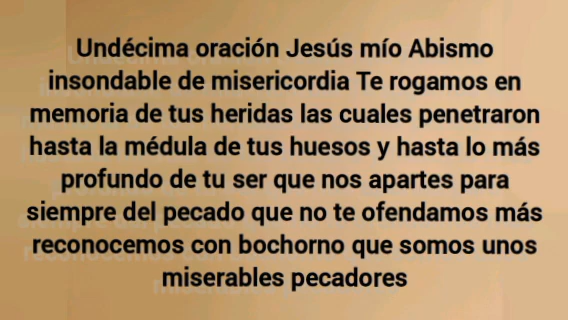 Undécima oración Jesús mío Abismo
insondable de misericordia Te rogamos en
memoria de tus heridas las cuales penetraron
hasta la médula de tus huesos y hasta lo más
profundo de tu ser que nos apartes para
siempre del pecado que no te ofendamos más
reconocemos con bochorno que somos unos
miserables pecadores